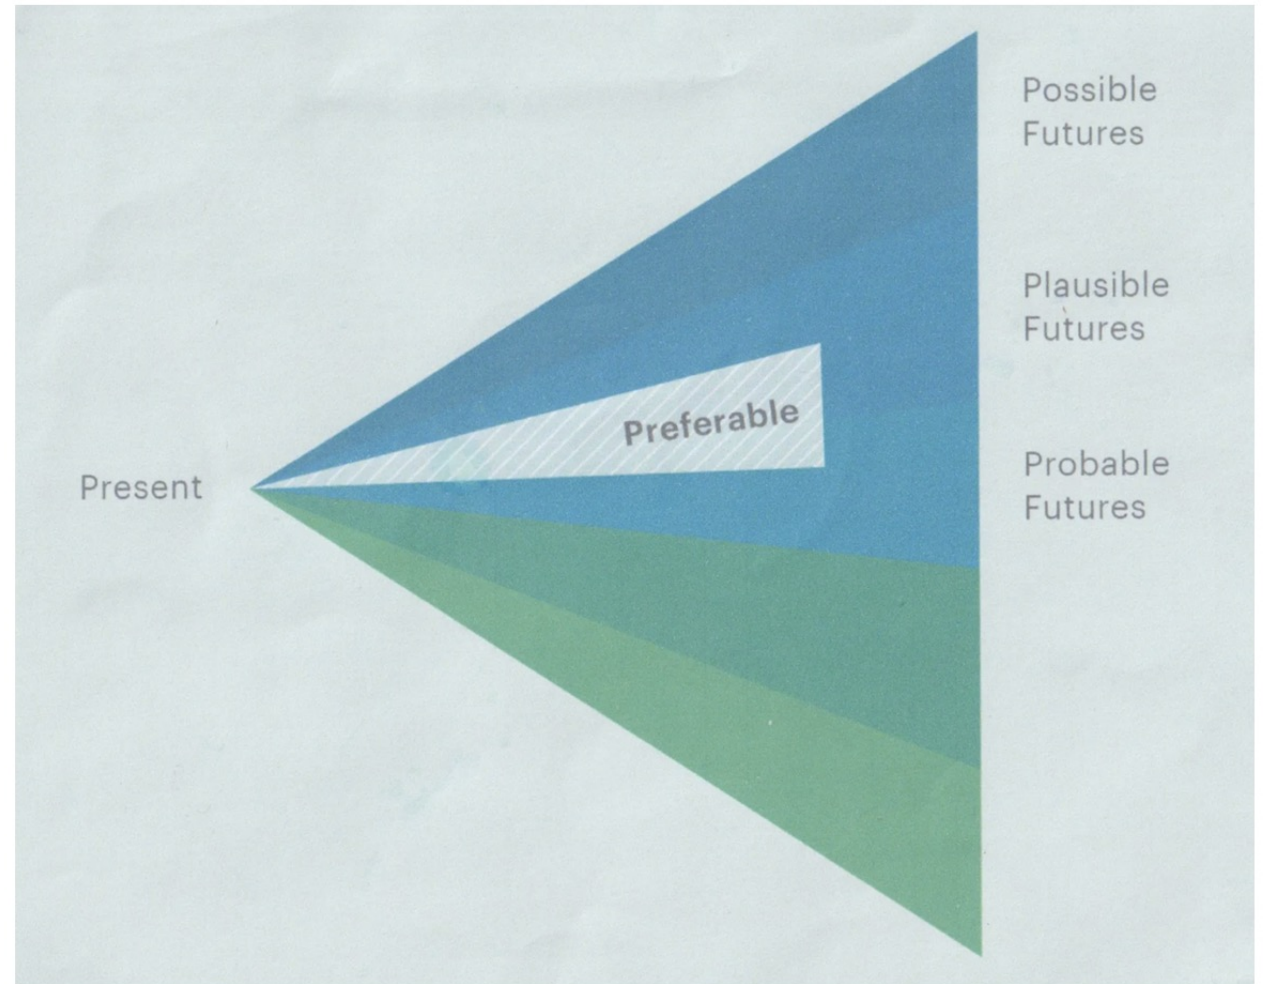 Possible
Futures
Plausible
Futures
Preferable
Probable
Futures
Present